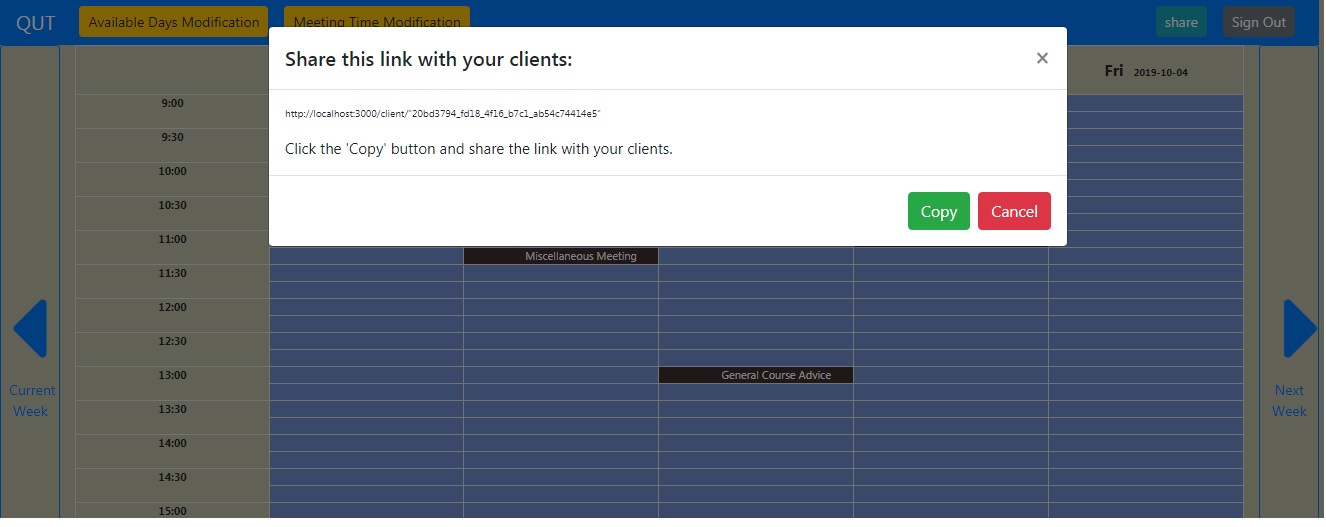 QUT Available Days Modification Meeting Time Modification share Sign Out
Share this link with your clients: ×
Fri 2019-10-04
http://localhost:3000/client/"20bd3794_fd18_4f16_b7c1_ab54c74414e5"
Click the 'Copy' button and share the link with your clients.
Copy Cancel
9:00
9:30
10:00
10:30
11:00
Miscellaneous Meeting
11:30
12:00
12:30
13:00
General Course Advice
13:30
14:00
14:30
15:00
Current
Week
Next
Week